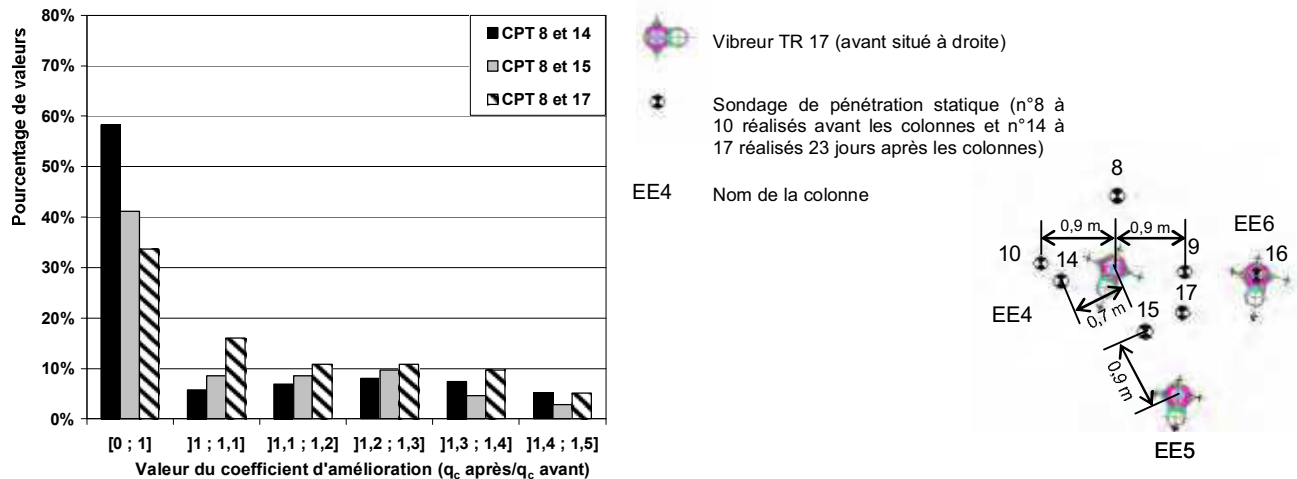 80%
70%
60%
50%
40%
30%
20%
10%
0%
Pourcentage de valeurs
CPT 8 et 14
CPT 8 et 15
CPT 8 et 17
[0 ; 1]
]1 ; 1,1]
]1,1 ; 1,2]
]1,2 ; 1,3]
]1,3 ; 1,4]
]1,4 ; 1,5]
Valeur du coefficient d'amélioration (qc après/qc avant)
Vibreur TR 17 (avant situé à droite)
Sondage de pénétration statique (n°8 à
10 réalisés avant les colonnes et n°14 à
17 réalisés 23 jours après les colonnes)
EE4
Nom de la colonne
8
0,9 m
0,9 m
EE6
10
14
9
16
EE4
17
0,7 m
15
0,9 m
EE5